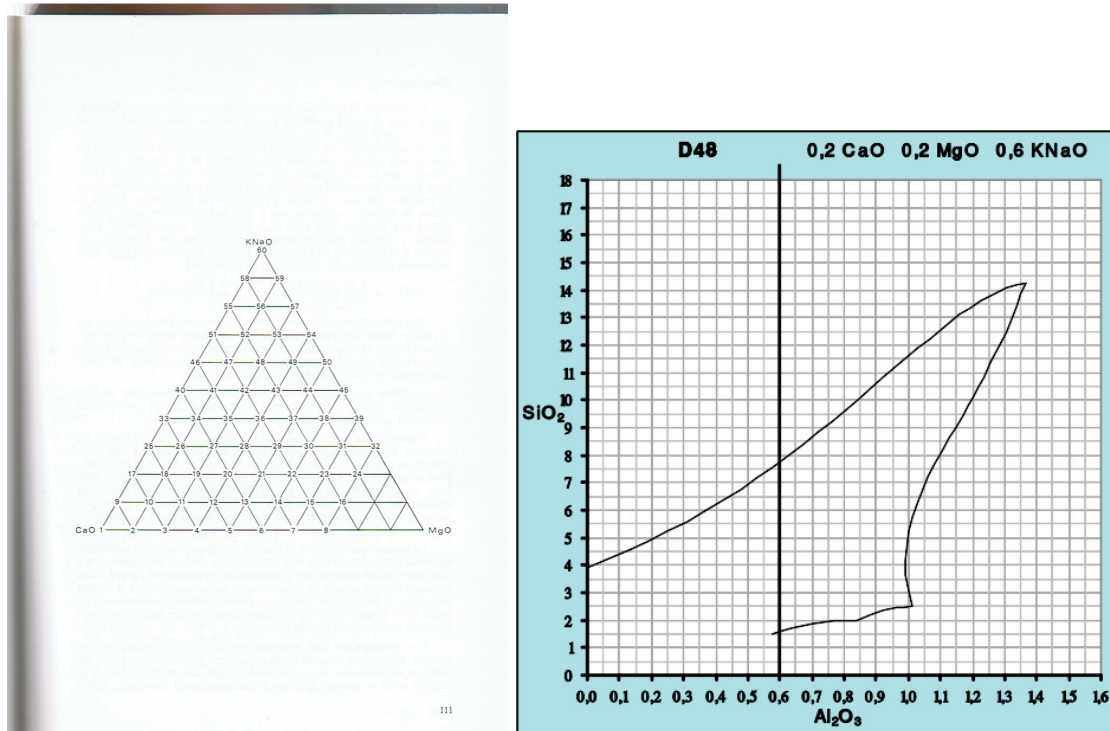 KNaO
60
58 59
55 56 57
51 52 53 54
46 47 48 49 50
40 41 42 43 44 45
33 34 35 36 37 38 39
25 26 27 28 29 30 31 32
17 18 19 20 21 22 23 24
9 10 11 12 13 14 15 16
CaO 1 2 3 4 5 6 7 8 MgO
111
D48 0,2 CaO 0,2 MgO 0,6 KNaO
18
17
16
15
14
13
12
11
10
SiO₂
9
8
7
6
5
4
3
2
1
0
0,0 0,1 0,2 0,3 0,4 0,5 0,6 0,7 0,8 0,9 1,0 1,1 1,2 1,3 1,4 1,5 1,6
Al₂O₃